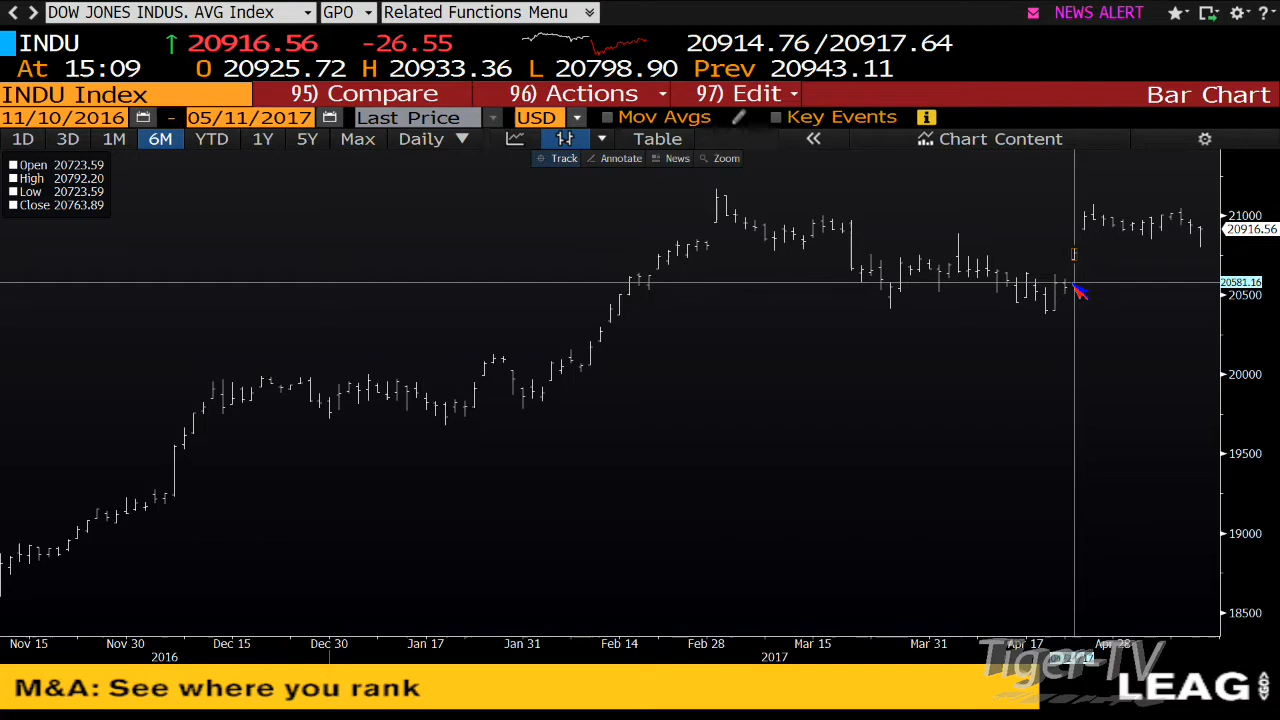 DOW JONES INDUS. AVG Index GPO Related Functions Menu NEWS ALERT ?
INDU 20916.56 -26.55 20914.76/20917.64
At 15:09 O 20925.72 H 20933.36 L 20798.90 Prev 20943.11
INDU Index 95) Compare 96) Actions 97) Edit Bar Chart
11/10/2016 - 05/11/2017 Last Price USD Mov Avgs Key Events i
1D 3D 1M 6M YTD 1Y 5Y Max Daily Table Chart Content
Track Annotate News Zoom
Open 20723.59
High 20792.20
Low 20723.59
Close 20763.89
21000
20916.56
20581.16
20500
20000
19500
19000
18500
Nov 15 Nov 30 Dec 15 Dec 30 Jan 17 Jan 31 Feb 14 Feb 28 Mar 15 Mar 31 Apr 17 Apr 28
2016 2017
Tiger-TV
M&A: See where you rank LEAG <GO>